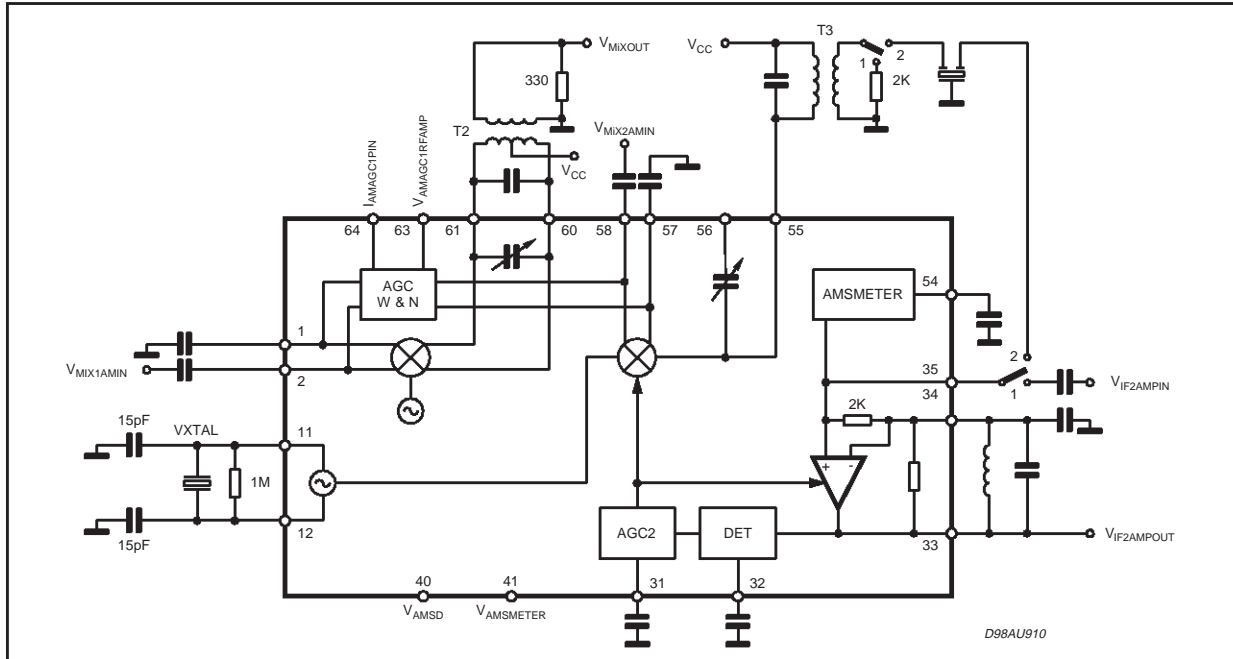 T3
VMiXOUT
VCC
2
1
330
2K
T2
VMiX2AMIN
IAMAGC1PIN
VAMAGC1RFAMP
VCC
64
63
61
60
58
57
56
55
AGC
W & N
AMSMETER
54
1
VMIX1AMIN
2
2
35
34
1
VIF2AMPIN
15pF
VXTAL
11
2K
1M
+ -
12
15pF
AGC2
DET
33
VIF2AMPOUT
40
41
31
32
VAMSD
VAMSMETER
D98AU910